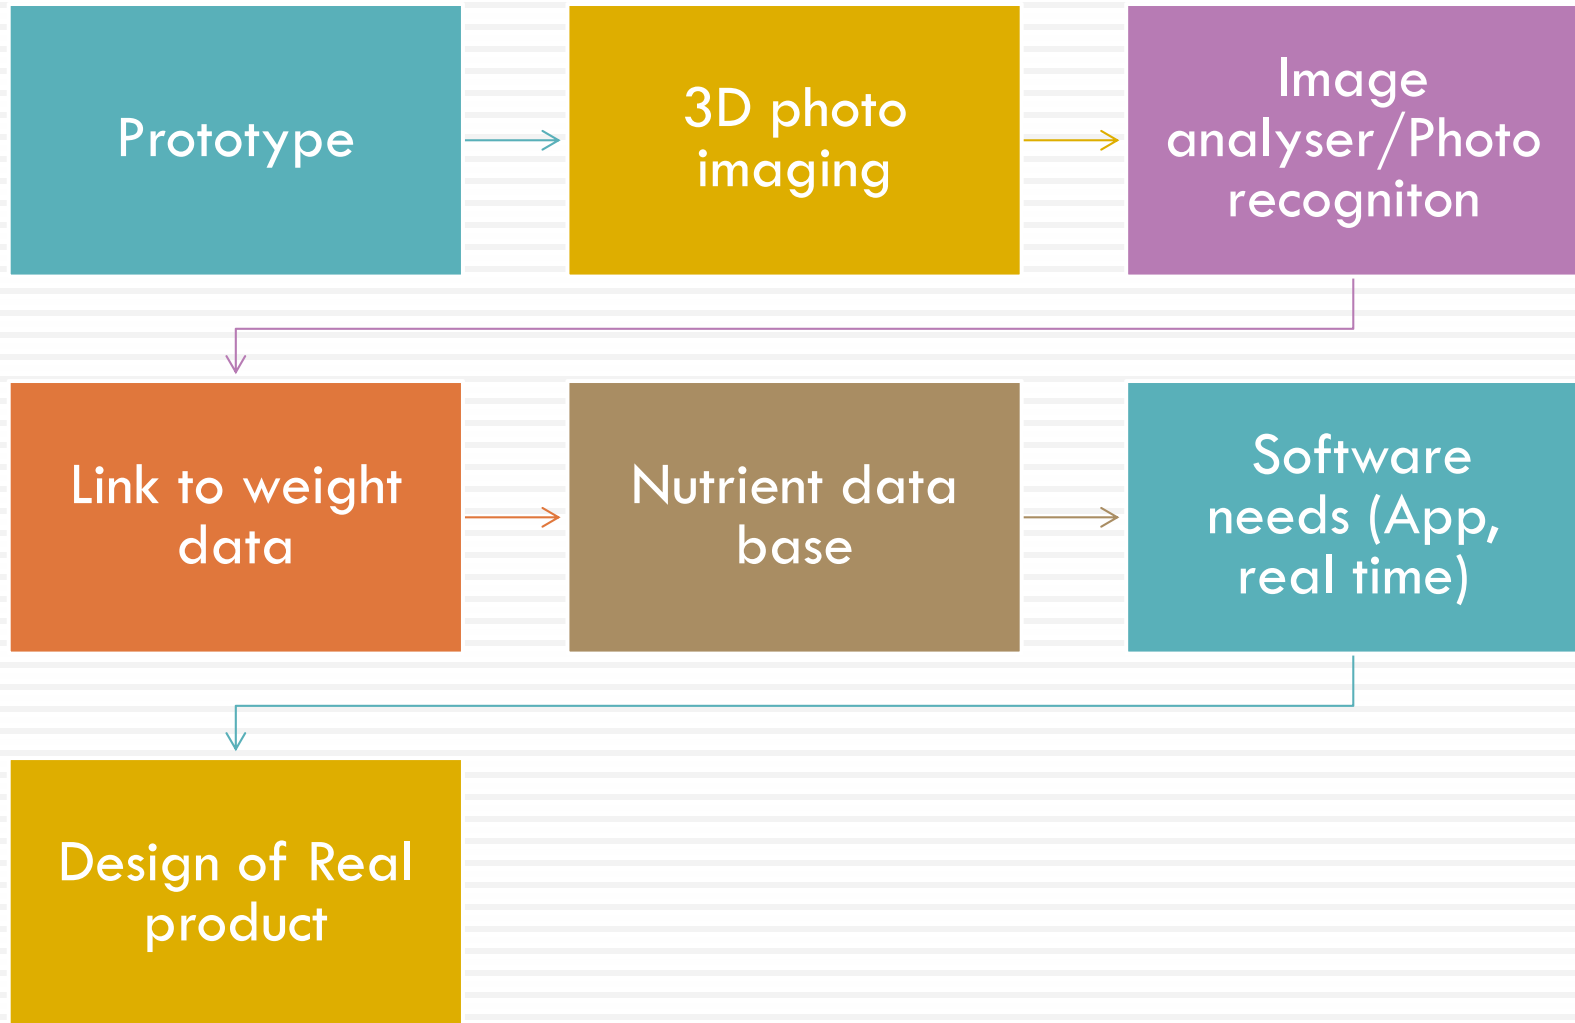 Prototype
3D photo
imaging
Image
analyser/Photo
recogniton
Link to weight
data
Nutrient data
base
Software
needs (App,
real time)
Design of Real
product